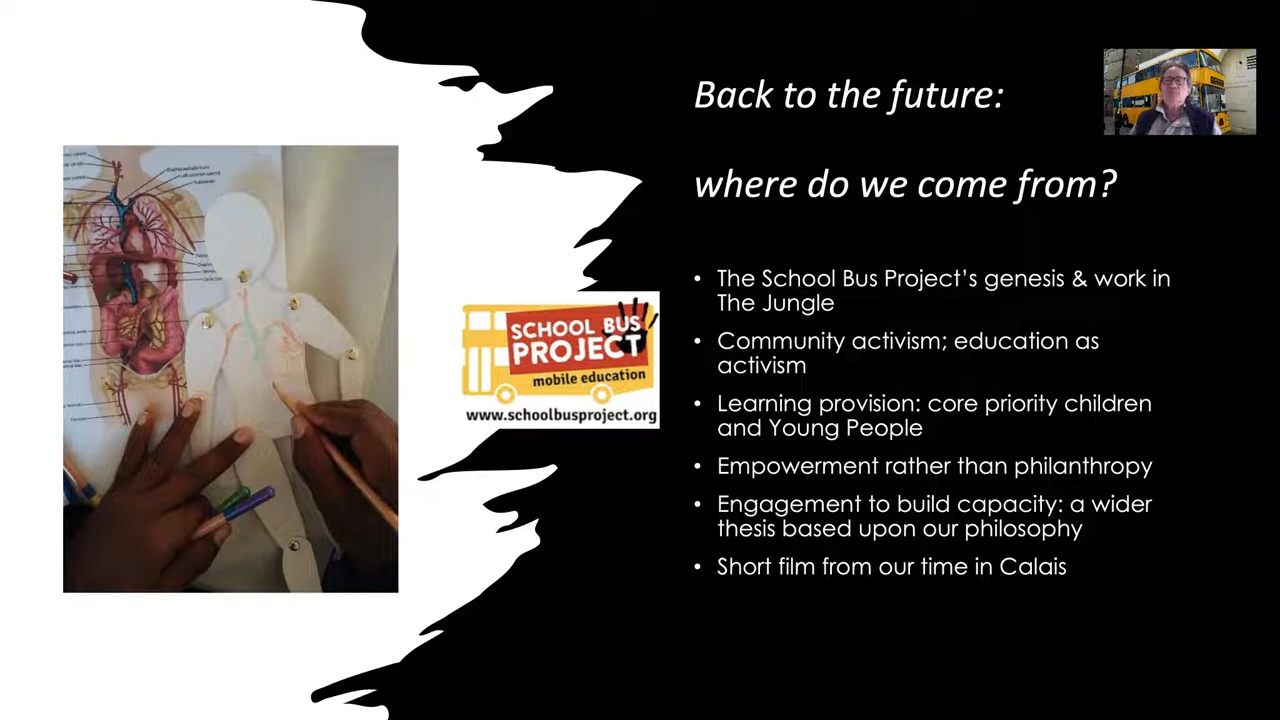 Back to the future:
where do we come from?
• The School Bus Project’s genesis & work in
The Jungle
• Community activism; education as
activism
• Learning provision: core priority children
and Young People
• Empowerment rather than philanthropy
• Engagement to build capacity: a wider
thesis based upon our philosophy
• Short film from our time in Calais
SCHOOL BUS
PROJECT
mobile education
www.schoolbusproject.org